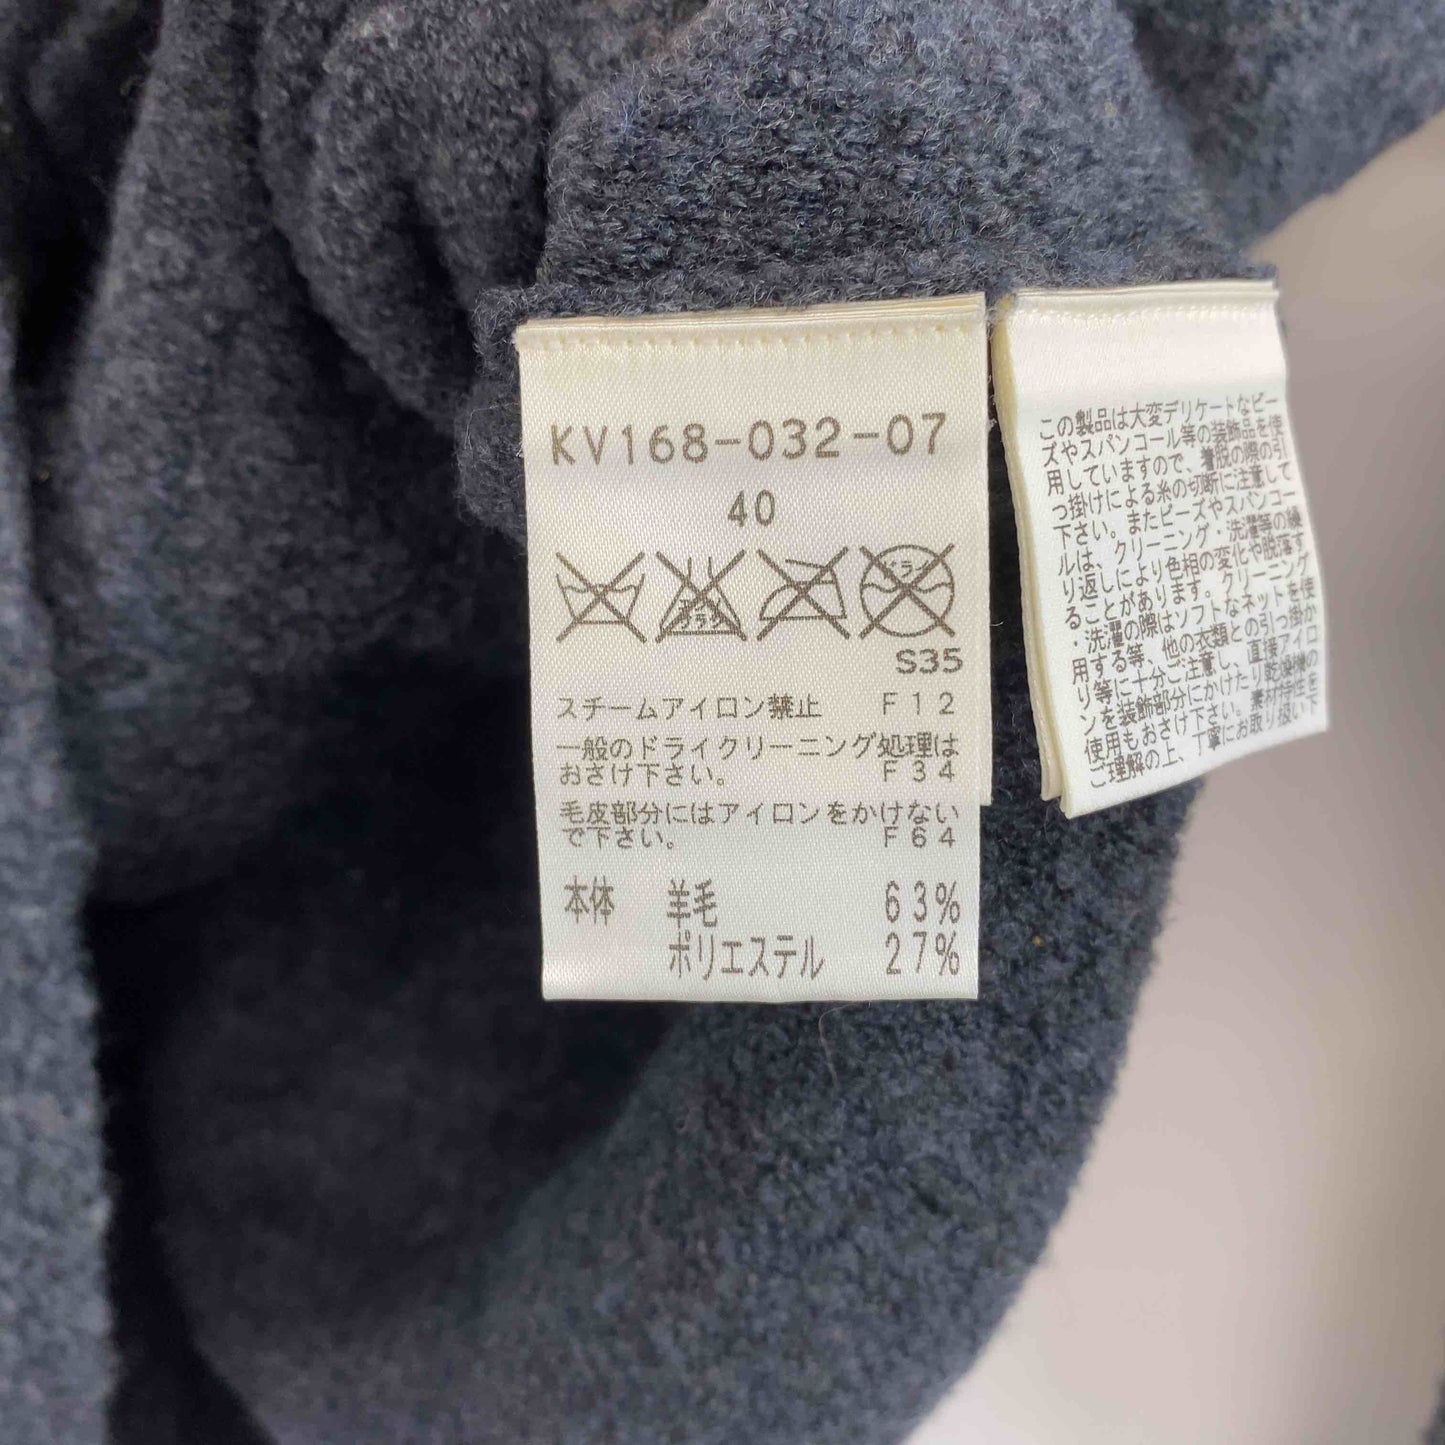 KV168-032-07
40
エンソ
サラシ
ドライ
S35
スチームアイロン禁止 F12
一般のドライクリーニング処理は
おさけ下さい。 F34
毛皮部分にはアイロンをかけない
で下さい。 F64
本体 羊毛 63%
ポリエステル 27%
この製品は大変デリケートなビー
ズやスパンコール等の装飾品を使
用していますので、着脱の際の引
っ掛けによる糸の切断に注意して
下さい。またビーズやスパンコー
ルは、クリーニング、洗濯等の繰
り返しにより色相の変化や脱落す
ることがあります。クリーニング
・洗濯の際はソフトなネットを使
用する等、他の衣類との引っ掛か
り等に十分ご注意し、直接アイロ
ンを装飾部分にかけたり乾燥機の
使用もおさけ下さい。素材特性を
ご理解の上、丁寧にお取り扱い下